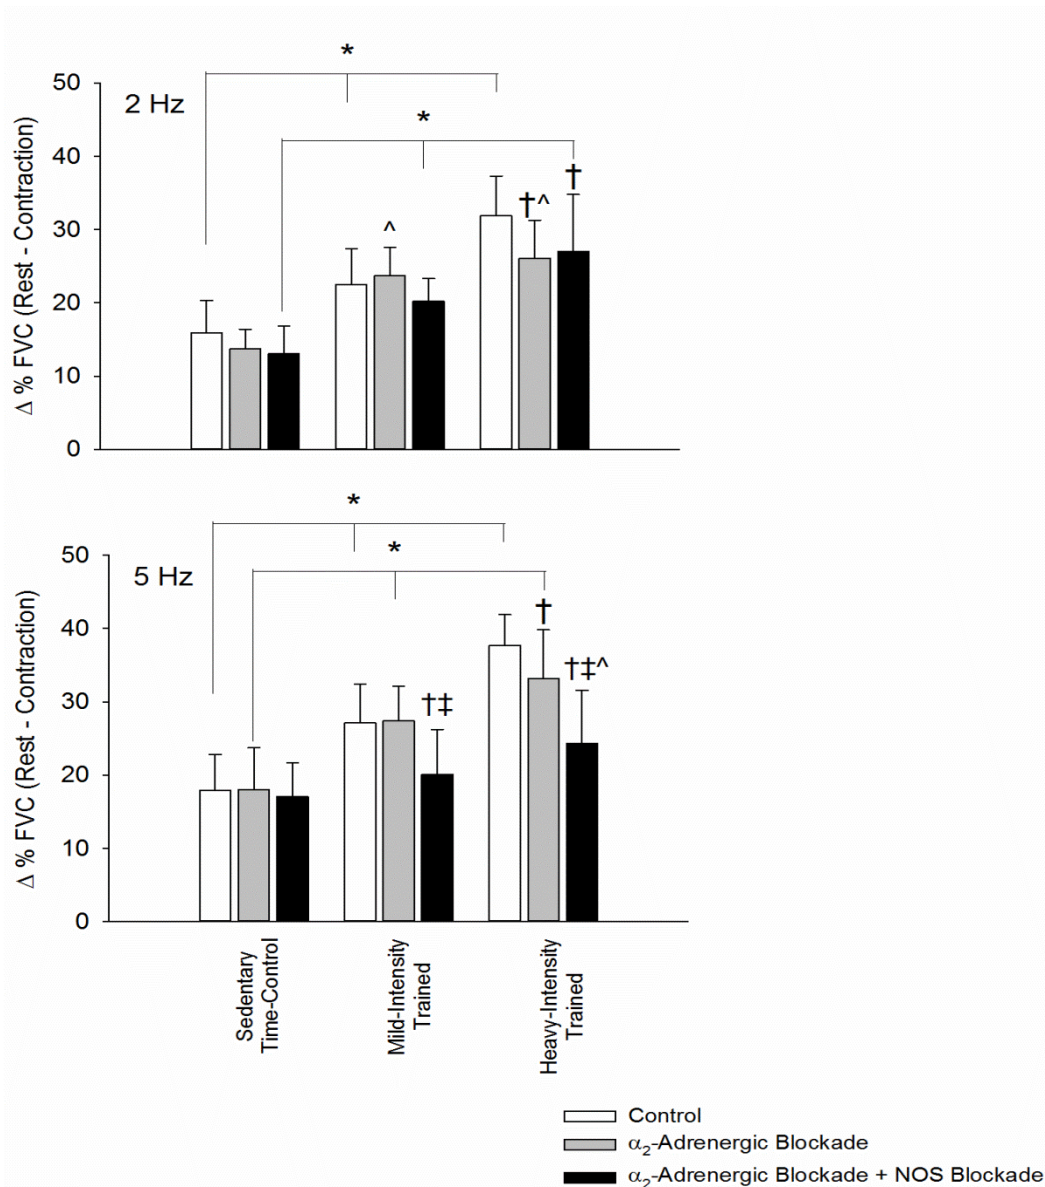 *
50
2 Hz
*
40
†
†^
^
30
20
10
0
Δ % FVC (Rest - Contraction)
*
50
*
5 Hz
40
†
†‡^
30
†‡
20
10
0
Δ % FVC (Rest - Contraction)
Sedentary
Time-Control
Mild-Intensity
Trained
Heavy-Intensity
Trained
Control
α₂-Adrenergic Blockade
α₂-Adrenergic Blockade + NOS Blockade